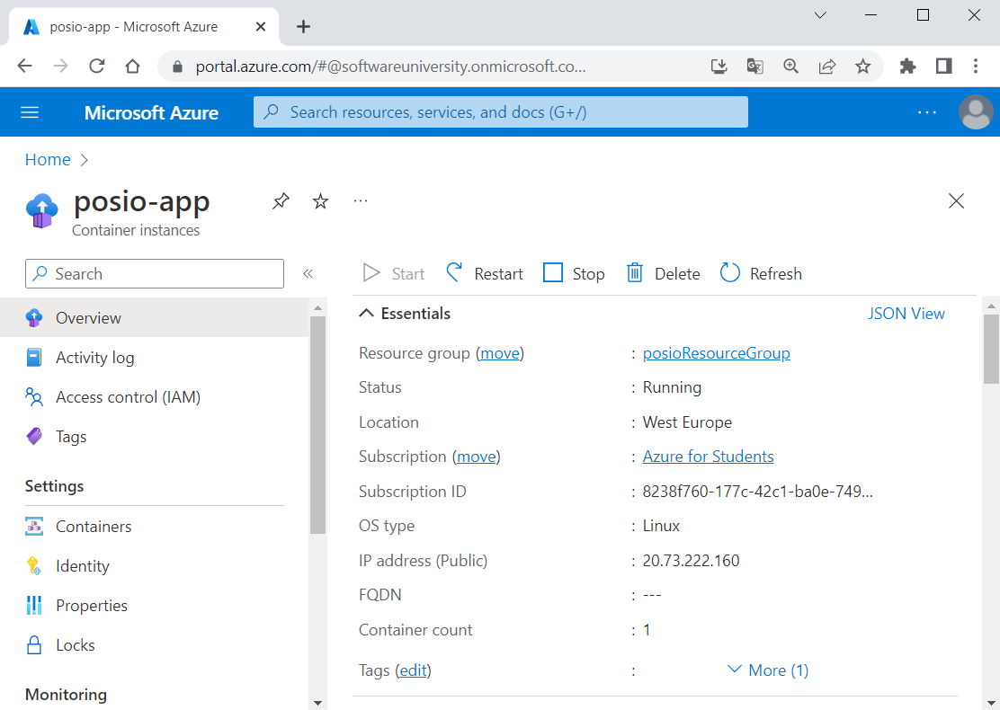 posio-app - Microsoft Azure
portal.azure.com/#@softwareuniversity.onmicrosoft.co...
Microsoft Azure
Search resources, services, and docs (G+/)
Home
posio-app
Container instances
Search
Start Restart Stop Delete Refresh
Overview
Activity log
Access control (IAM)
Tags
Settings
Containers
Identity
Properties
Locks
Monitoring
Essentials JSON View
Resource group (move) : posioResourceGroup
Status : Running
Location : West Europe
Subscription (move) : Azure for Students
Subscription ID : 8238f760-177c-42c1-ba0e-749...
OS type : Linux
IP address (Public) : 20.73.222.160
FQDN : ---
Container count : 1
Tags (edit) : More (1)